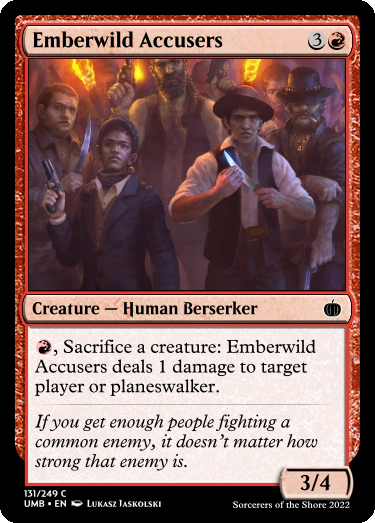 Emberwild Accusers 3
Creature — Human Berserker
, Sacrifice a creature: Emberwild
Accusers deals 1 damage to target
player or planeswalker.
If you get enough people fighting a
common enemy, it doesn't matter how
strong that enemy is.
3/4
131/249 C
UMB • EN Lukasz Jaskolski
Sorcerers of the Shore 2022